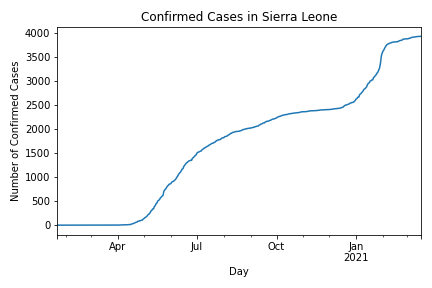 Confirmed Cases in Sierra Leone
Number of Confirmed Cases
4000
3500
3000
2500
2000
1500
1000
500
0
Apr
Jul
Oct
Jan
2021
Day